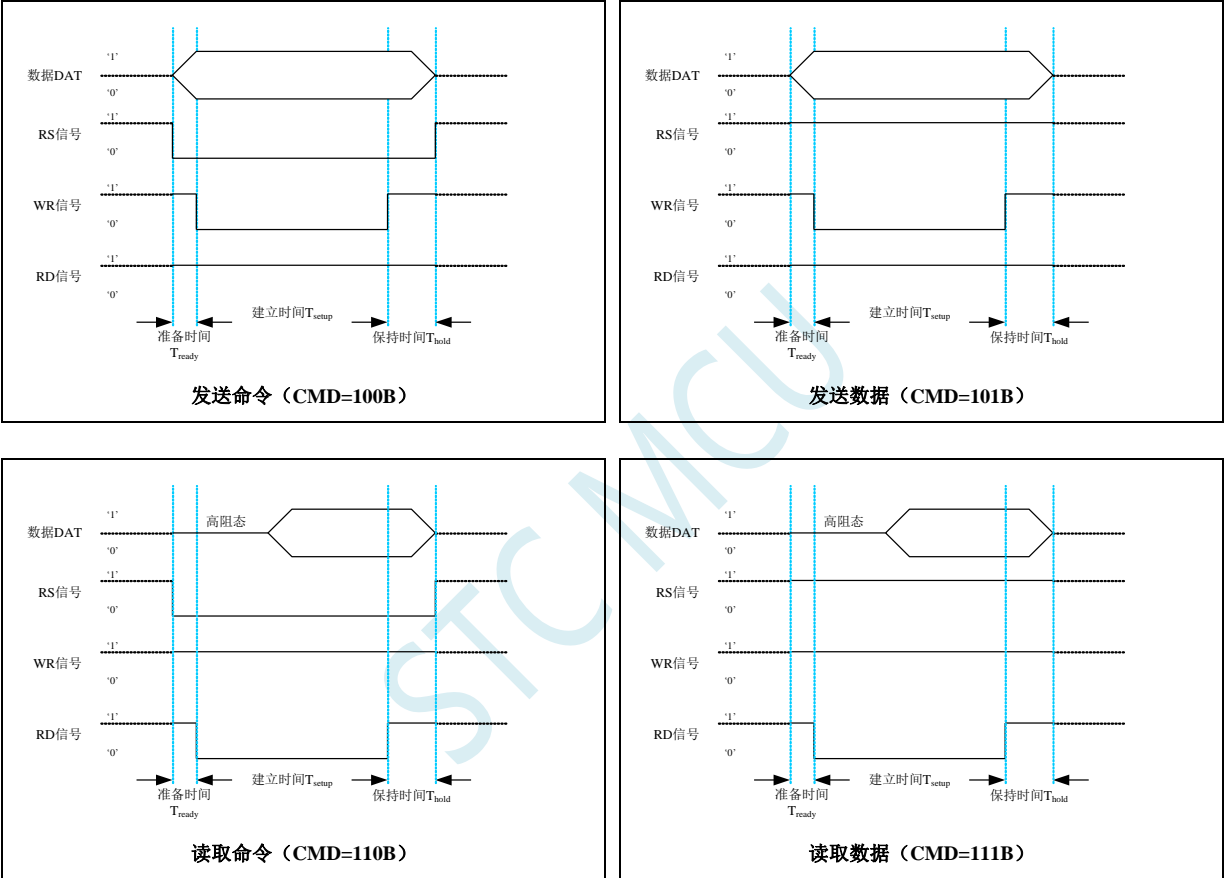 ‘1’
数据DAT
‘0’
‘1’
RS信号
‘0’
‘1’
WR信号
‘0’
‘1’
RD信号
‘0’
建立时间Tsetup
准备时间
Tready
保持时间Thold
发送命令（CMD=100B）
‘1’
数据DAT
‘0’
‘1’
RS信号
‘0’
‘1’
WR信号
‘0’
‘1’
RD信号
‘0’
建立时间Tsetup
准备时间
Tready
保持时间Thold
发送数据（CMD=101B）
‘1’
高阻态
数据DAT
‘0’
‘1’
RS信号
‘0’
‘1’
WR信号
‘0’
‘1’
RD信号
‘0’
建立时间Tsetup
准备时间
Tready
保持时间Thold
读取命令（CMD=110B）
‘1’
高阻态
数据DAT
‘0’
‘1’
RS信号
‘0’
‘1’
WR信号
‘0’
‘1’
RD信号
‘0’
建立时间Tsetup
准备时间
Tready
保持时间Thold
读取数据（CMD=111B）
STC MCU